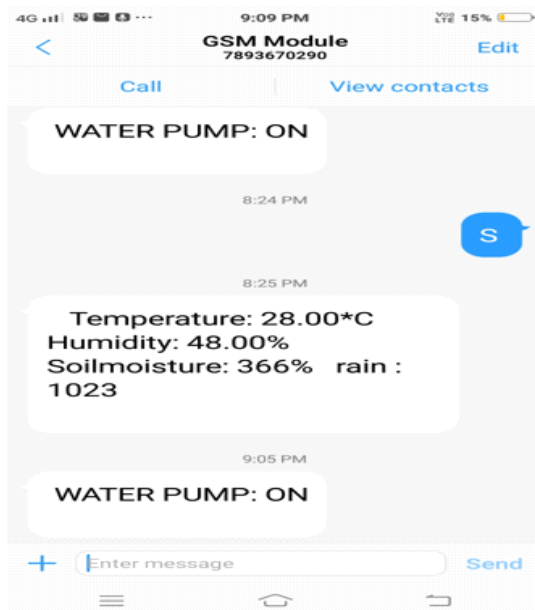 4G ... 9:09 PM VoD LTE 15%
GSM Module
7893670290
Edit
Call View contacts
WATER PUMP: ON
8:24 PM
S
8:25 PM
Temperature: 28.00*C
Humidity: 48.00%
Soilmoisture: 366% rain :
1023
9:05 PM
WATER PUMP: ON
Enter message Send